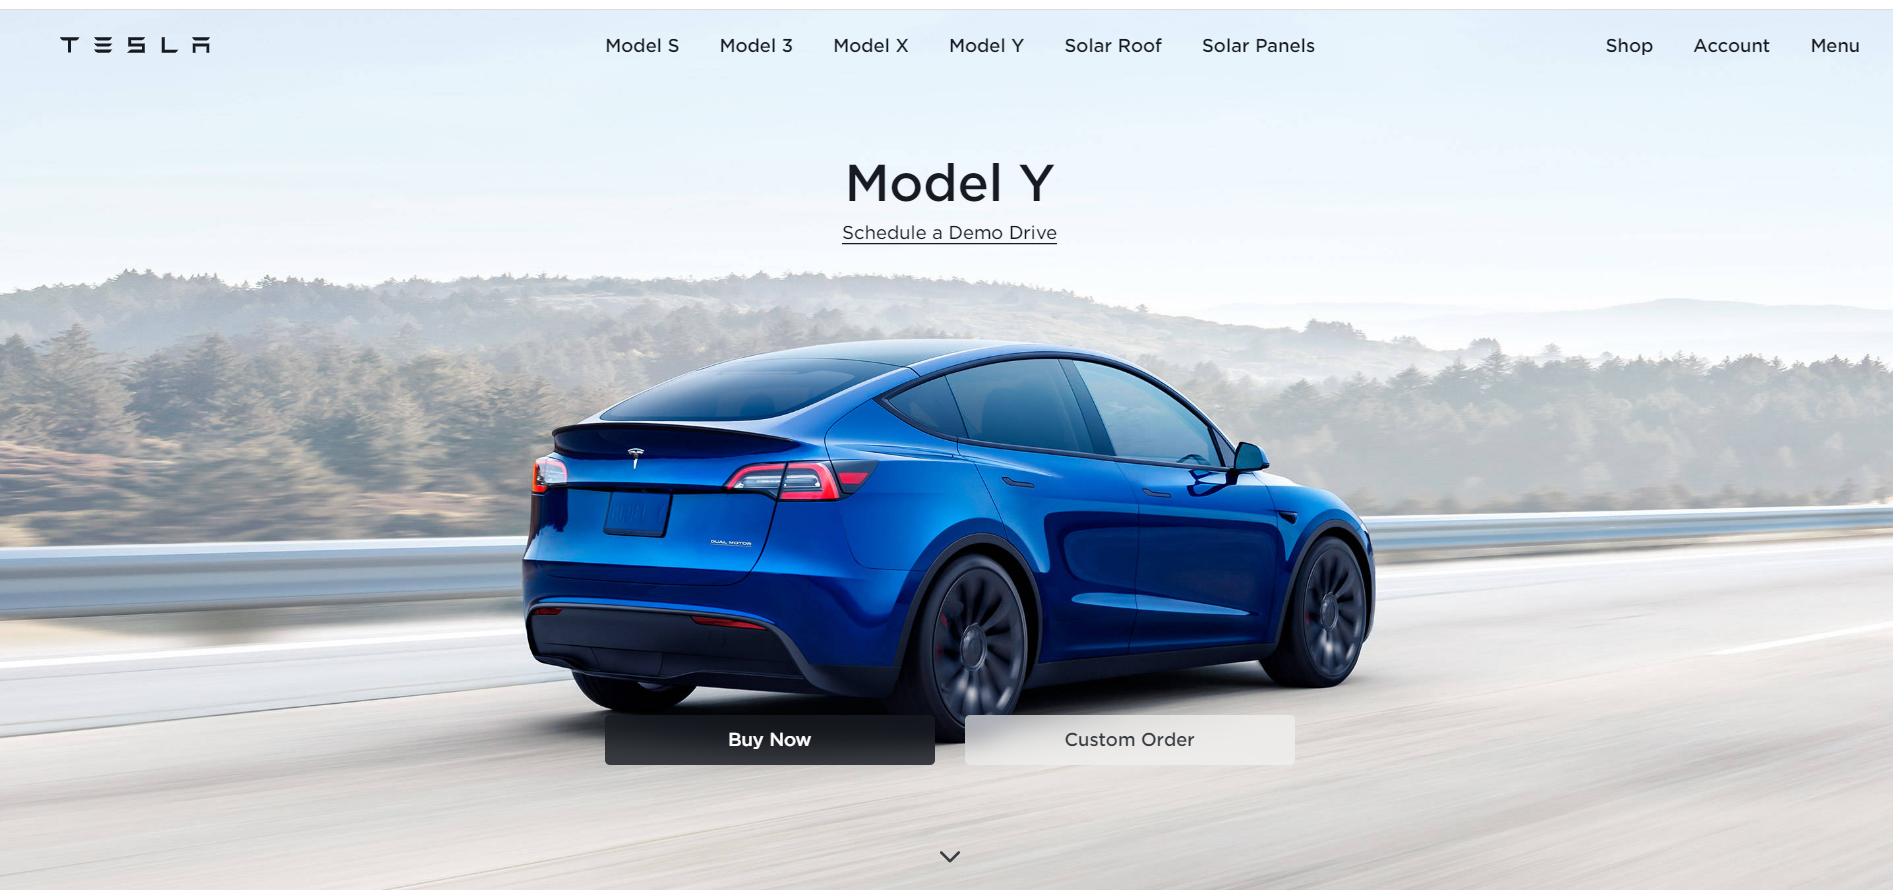 TESLA
Model S Model 3 Model X Model Y Solar Roof Solar Panels
Shop Account Menu
Model Y
Schedule a Demo Drive
DUAL MOTOR
Buy Now Custom Order